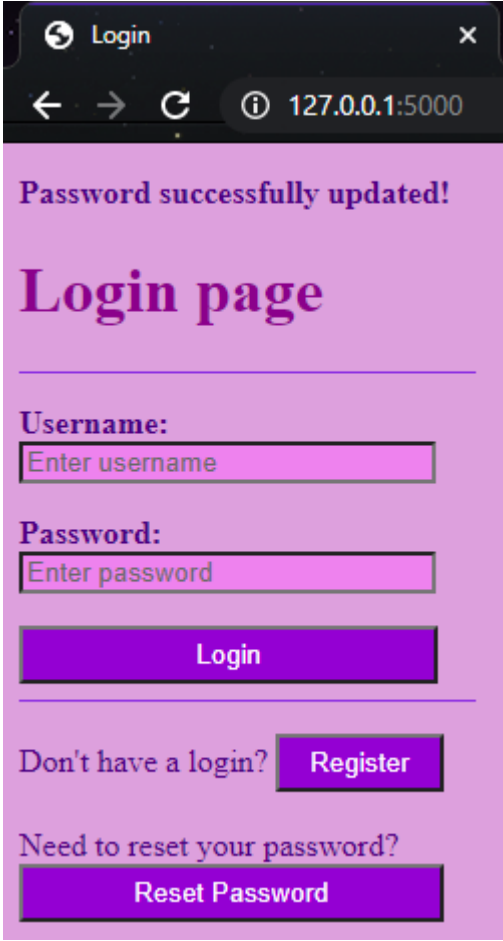 Login
127.0.0.1:5000
Password successfully updated!
Login page
Username:
Enter username
Password:
Enter password
Login
Don't have a login? Register
Need to reset your password?
Reset Password